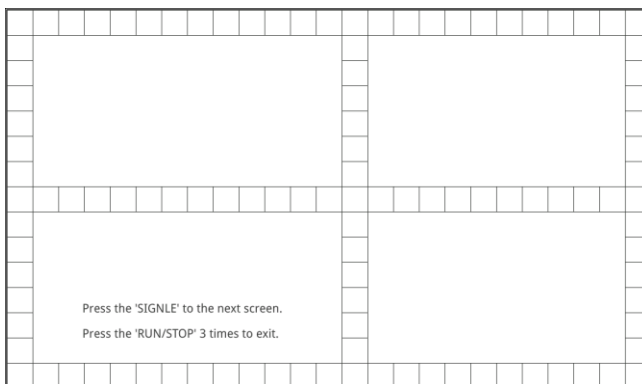 Press the 'SIGNLE' to the next screen.
Press the 'RUN/STOP' 3 times to exit.